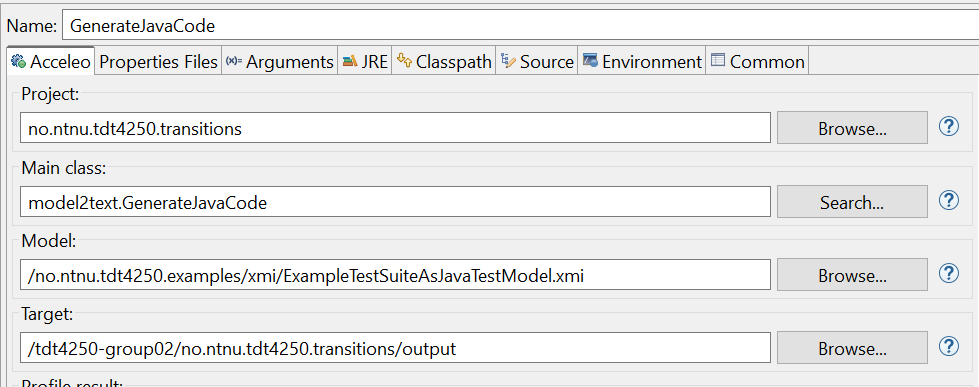 Name: GenerateJavaCode
Acceleo Properties Files (x)= Arguments JRE Classpath Source Environment Common
Project:
no.ntnu.tdt4250.transitions Browse... ?
Main class:
model2text.GenerateJavaCode Search... ?
Model:
/no.ntnu.tdt4250.examples/xmi/ExampleTestSuiteAsJavaTestModel.xmi Browse... ?
Target:
/tdt4250-group02/no.ntnu.tdt4250.transitions/output Browse... ?
Profile result: